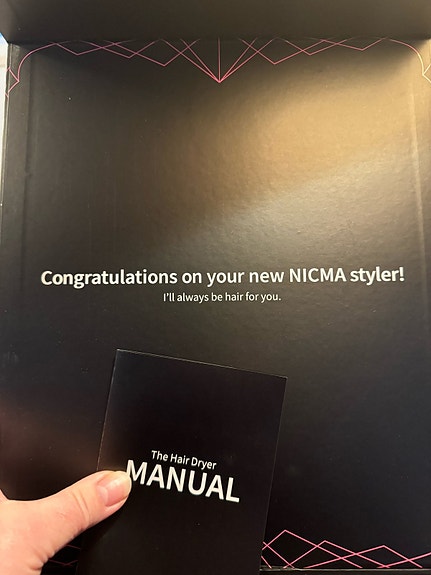 Congratulations on your new NICMA styler!
I'll always be hair for you.
The Hair Dryer
MANUAL